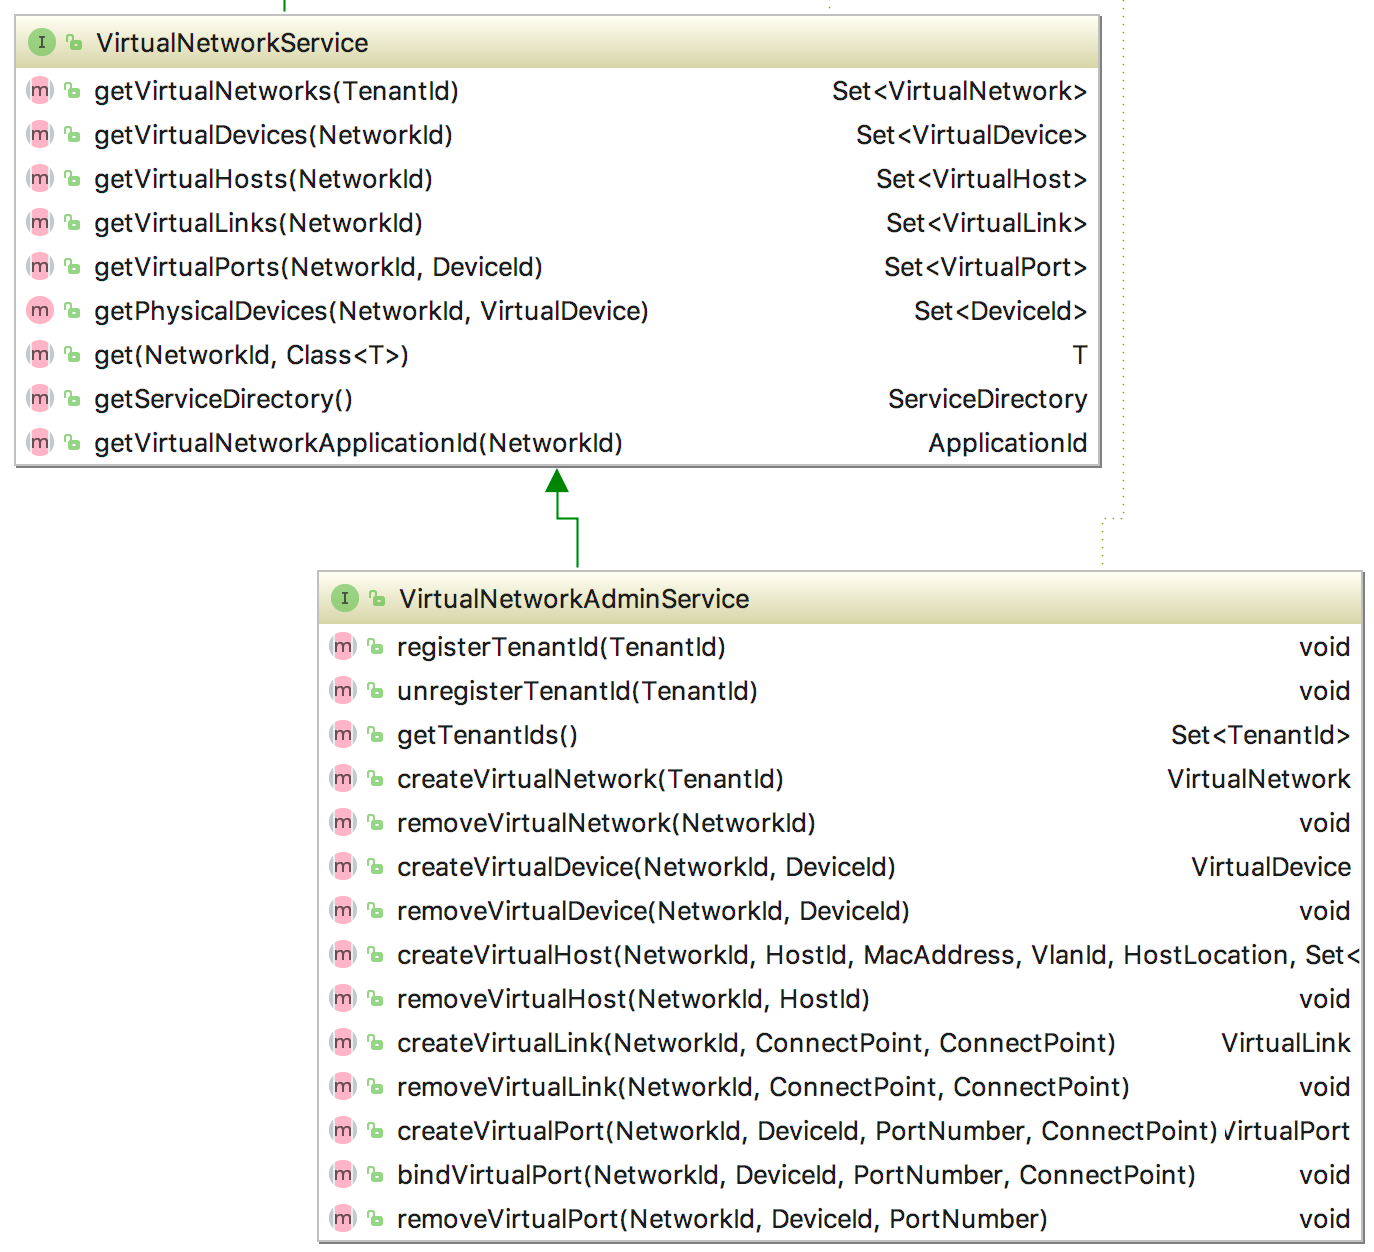 I VirtualNetworkService
m getVirtualNetworks(TenantId) Set<VirtualNetwork>
m getVirtualDevices(NetworkId) Set<VirtualDevice>
m getVirtualHosts(NetworkId) Set<VirtualHost>
m getVirtualLinks(NetworkId) Set<VirtualLink>
m getVirtualPorts(NetworkId, DeviceId) Set<VirtualPort>
m getPhysicalDevices(NetworkId, VirtualDevice) Set<DeviceId>
m get(NetworkId, Class<T>) T
m getServiceDirectory() ServiceDirectory
m getVirtualNetworkApplicationId(NetworkId) ApplicationId
I VirtualNetworkAdminService
m registerTenantId(TenantId) void
m unregisterTenantId(TenantId) void
m getTenantIds() Set<TenantId>
m createVirtualNetwork(TenantId) VirtualNetwork
m removeVirtualNetwork(NetworkId) void
m createVirtualDevice(NetworkId, DeviceId) VirtualDevice
m removeVirtualDevice(NetworkId, DeviceId) void
m createVirtualHost(NetworkId, HostId, MacAddress, VlanId, HostLocation, Set<
m removeVirtualHost(NetworkId, HostId) void
m createVirtualLink(NetworkId, ConnectPoint, ConnectPoint) VirtualLink
m removeVirtualLink(NetworkId, ConnectPoint, ConnectPoint) void
m createVirtualPort(NetworkId, DeviceId, PortNumber, ConnectPoint) VirtualPort
m bindVirtualPort(NetworkId, DeviceId, PortNumber, ConnectPoint) void
m removeVirtualPort(NetworkId, DeviceId, PortNumber) void